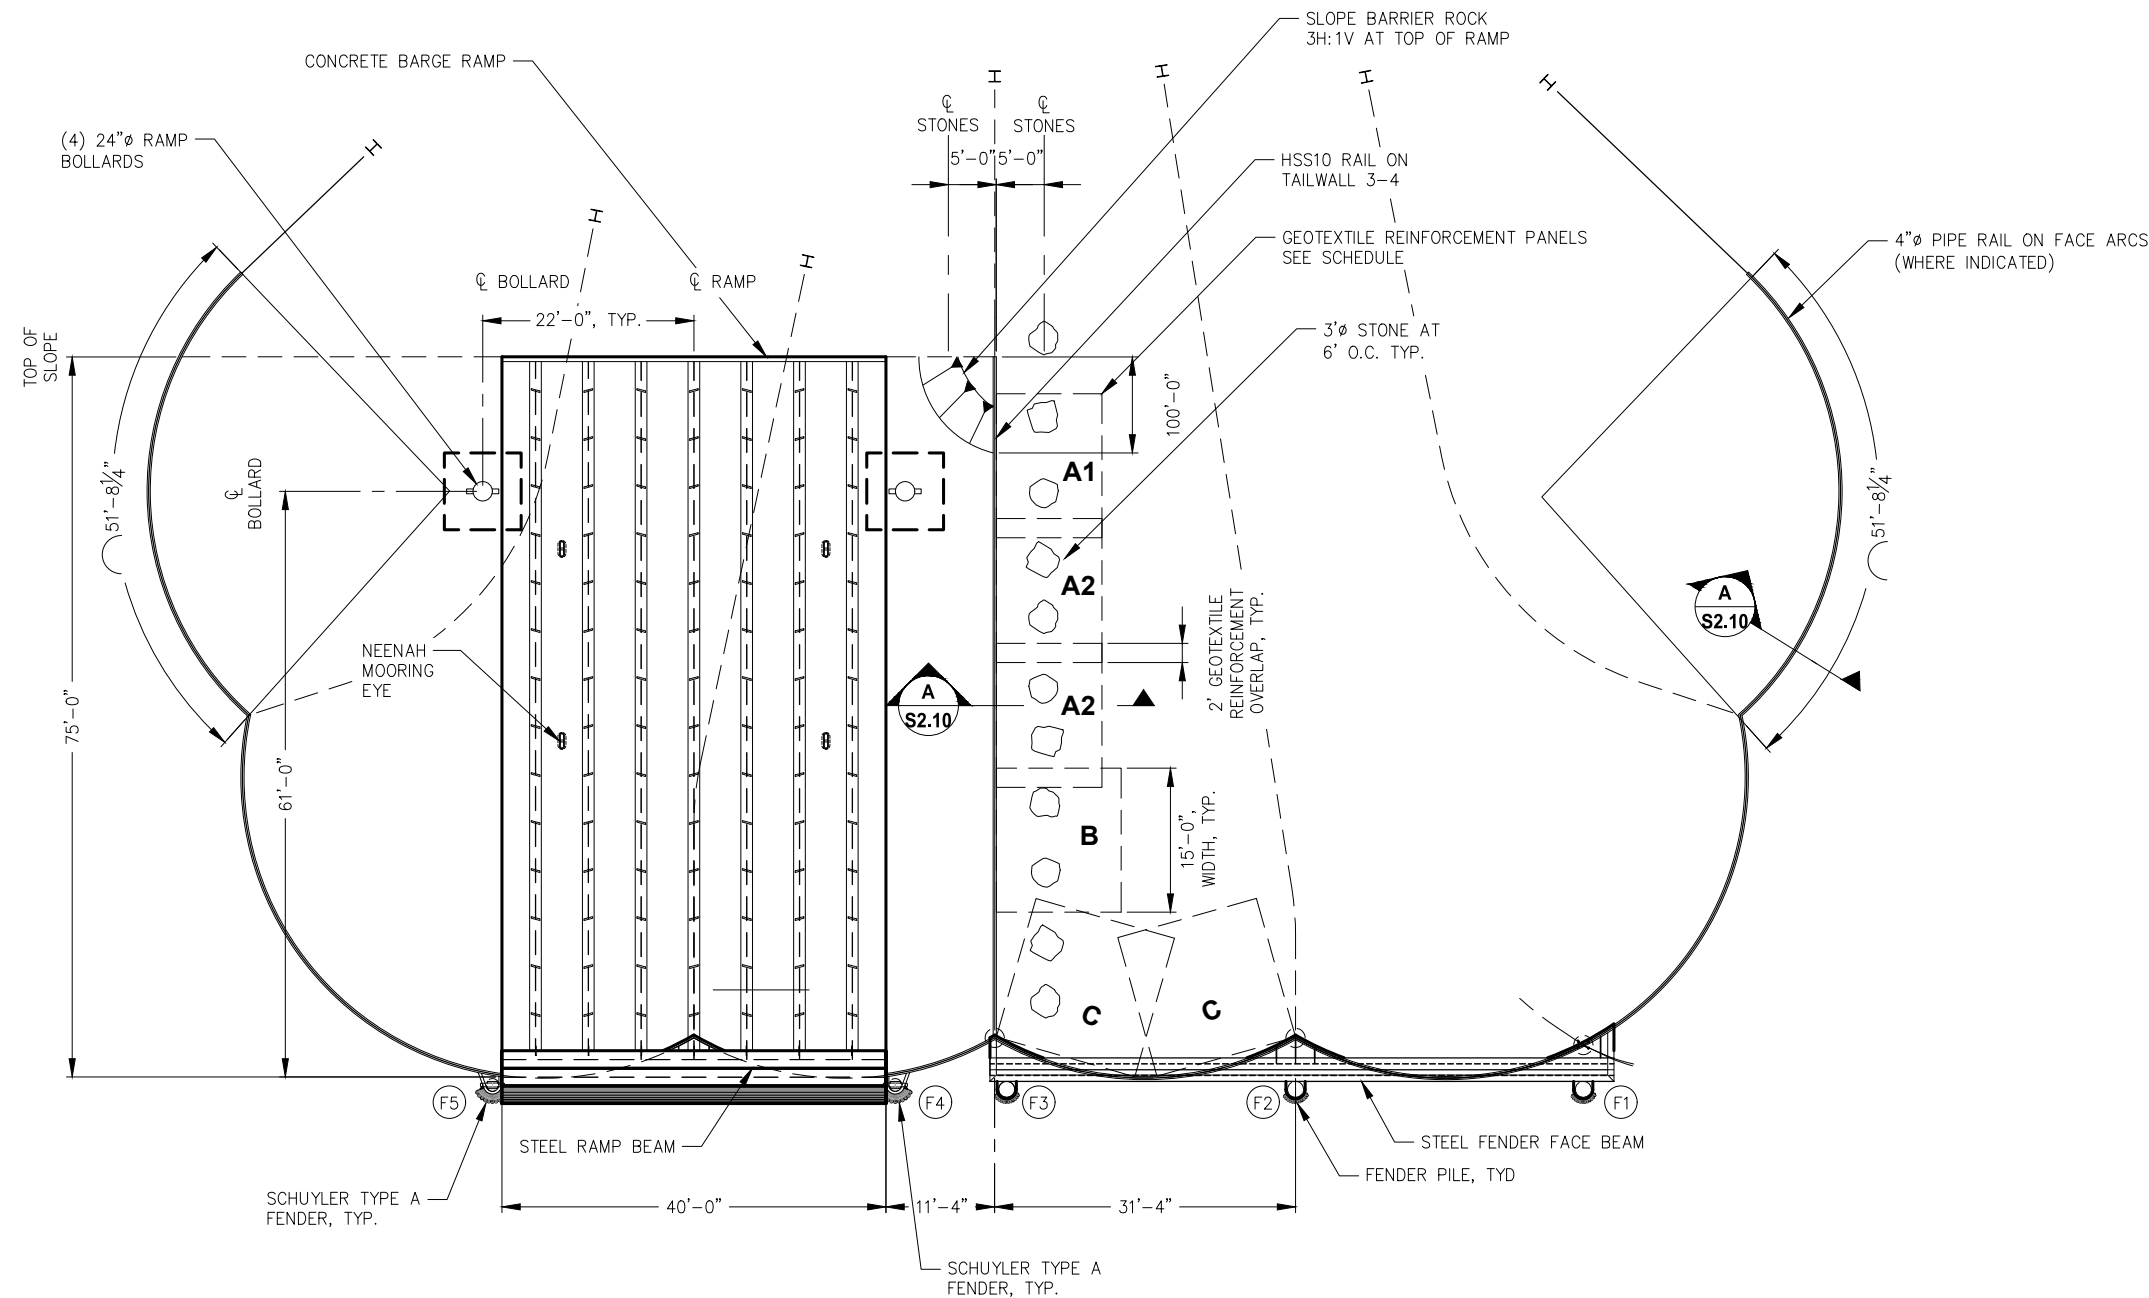 SLOPE BARRIER ROCK
3H:1V AT TOP OF RAMP
CONCRETE BARGE RAMP
H
H
H
H
℄
STONES
℄
STONES
(4) 24"ø RAMP
BOLLARDS
H
5'-0"
5'-0"
HSS10 RAIL ON
TAILWALL 3-4
H
GEOTEXTILE REINFORCEMENT PANELS
SEE SCHEDULE
4"ø PIPE RAIL ON FACE ARCS
(WHERE INDICATED)
H
℄ BOLLARD
℄ RAMP
22'-0", TYP.
3'ø STONE AT
6' O.C. TYP.
TOP OF
SLOPE
100'-0"
A1
℄
BOLLARD
51'-8¼"
51'-8¼"
A2
A
S2.10
2' GEOTEXTILE
REINFORCEMENT
OVERLAP, TYP.
NEENAH
MOORING
EYE
A
S2.10
A2
75'-0"
61'-0"
B
15'-0",
WIDTH, TYP.
C
C
F5
F4
F3
F2
F1
STEEL RAMP BEAM
STEEL FENDER FACE BEAM
FENDER PILE, TYD
SCHUYLER TYPE A
FENDER, TYP.
40'-0"
11'-4"
31'-4"
SCHUYLER TYPE A
FENDER, TYP.